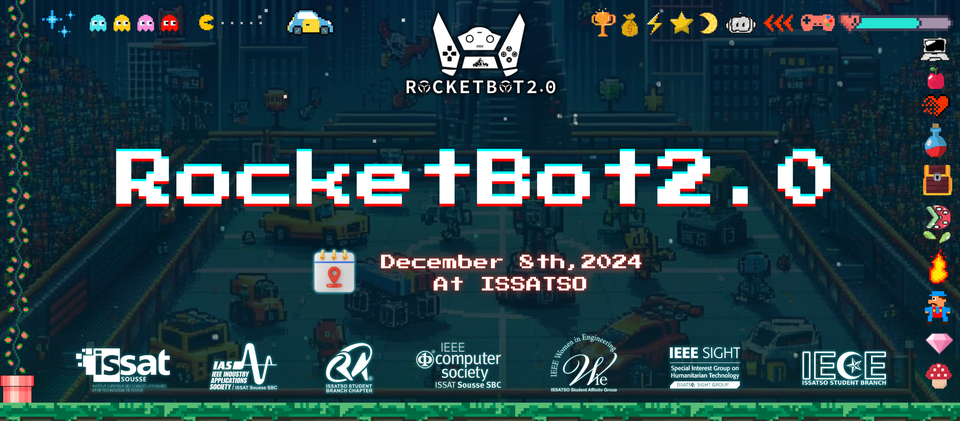 ROCKETBOT2.0
RocketBot2.0
December 8th,2024
At ISSATSO
issat
SOUSSE
IAS
IEEE INDUSTRY
APPLICATIONS
SOCIETY ISSAT Sousse SBC
RA
ISSATSO STUDENT
BRANCH CHAPTER
IEEE
computer
society
ISSAT Sousse SBC
IEEE Women in Engineering
Wie
ISSATSO Student Affinity Group
IEEE SIGHT
Special Interest Group on
Humanitarian Technology
ISSATSO SIGHT GROUP
IEEE
ISSATSO STUDENT BRANCH